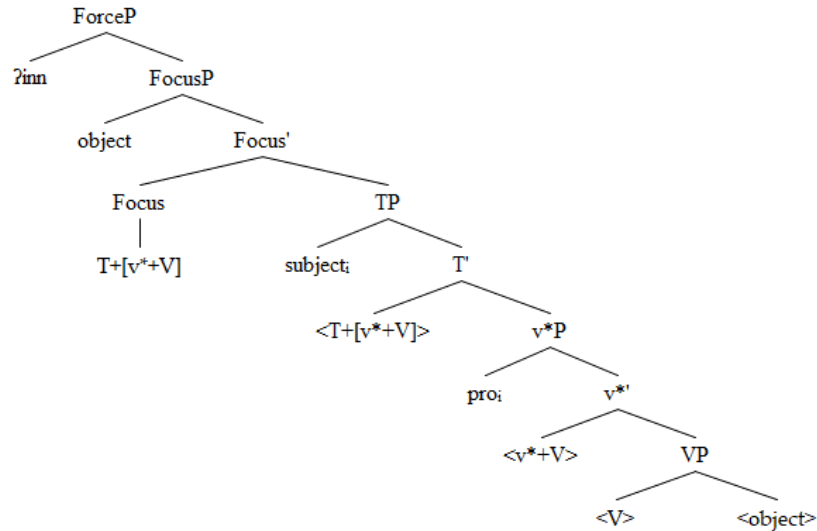 ForceP
ʔinn FocusP
object Focus'
Focus TP
T+[v*+V] subjectᵢ T'
<T+[v*+V]> v*P
proᵢ v*'
<v*+V> VP
<V> <object>